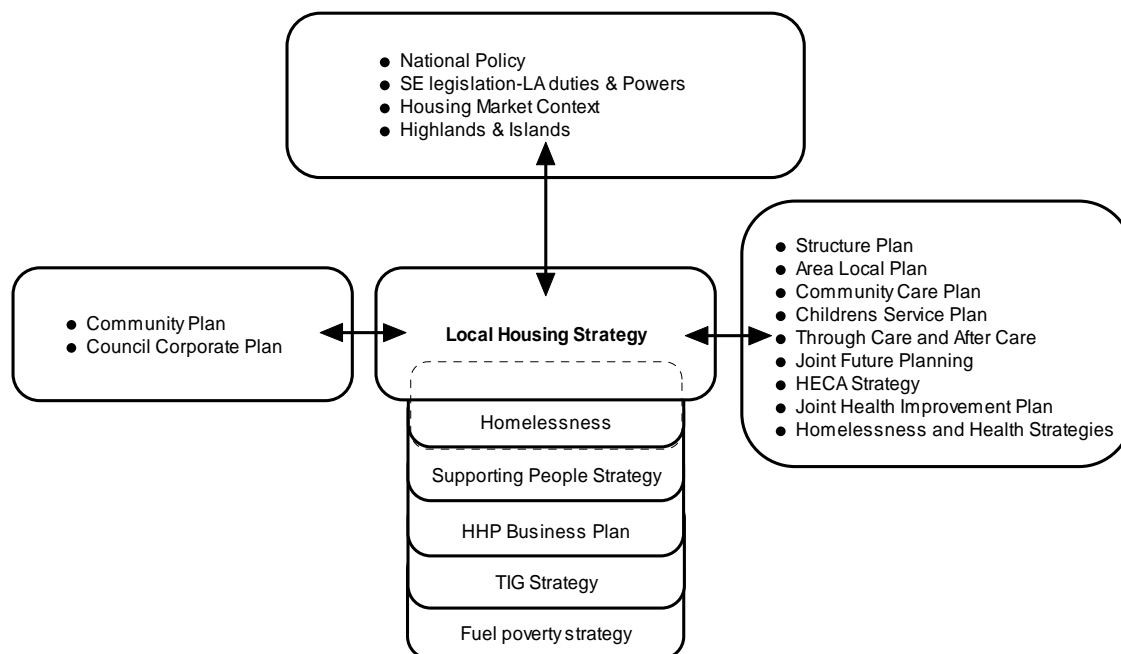 ● National Policy
● SE legislation-LA duties & Powers
● Housing Market Context
● Highlands & Islands
● Community Plan
● Council Corporate Plan
Local Housing Strategy
● Structure Plan
● Area Local Plan
● Community Care Plan
● Childrens Service Plan
● Through Care and After Care
● Joint Future Planning
● HECA Strategy
● Joint Health Improvement Plan
● Homelessness and Health Strategies
Homelessness
Supporting People Strategy
HHP Business Plan
TIG Strategy
Fuel poverty strategy